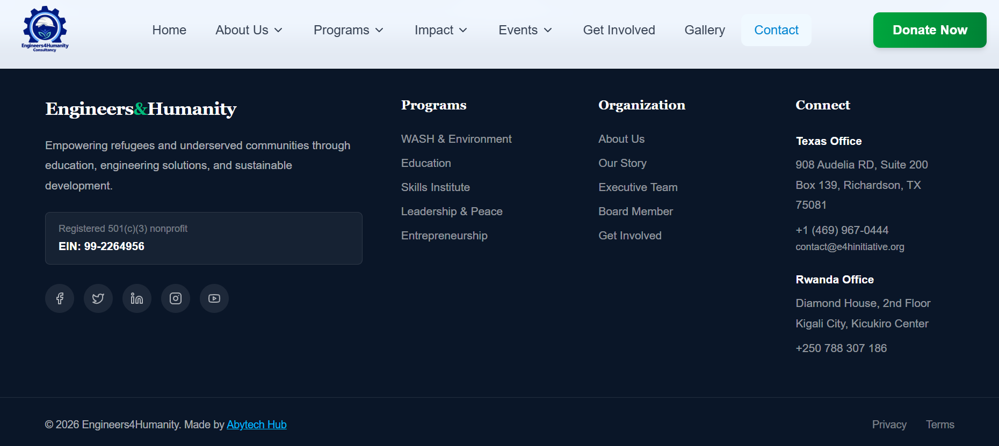 Engineers4Humanity
Consultancy
Home
About Us
Programs
Impact
Events
Get Involved
Gallery
Contact
Donate Now
Engineers&Humanity
Empowering refugees and underserved communities through
education, engineering solutions, and sustainable
development.
Registered 501(c)(3) nonprofit
EIN: 99-2264956
Programs
WASH & Environment
Education
Skills Institute
Leadership & Peace
Entrepreneurship
Organization
About Us
Our Story
Executive Team
Board Member
Get Involved
Connect
Texas Office
908 Audelia RD, Suite 200
Box 139, Richardson, TX
75081
+1 (469) 967-0444
contact@e4hinitiative.org
Rwanda Office
Diamond House, 2nd Floor
Kigali City, Kicukiro Center
+250 788 307 186
© 2026 Engineers4Humanity. Made by Abytech Hub
Privacy
Terms